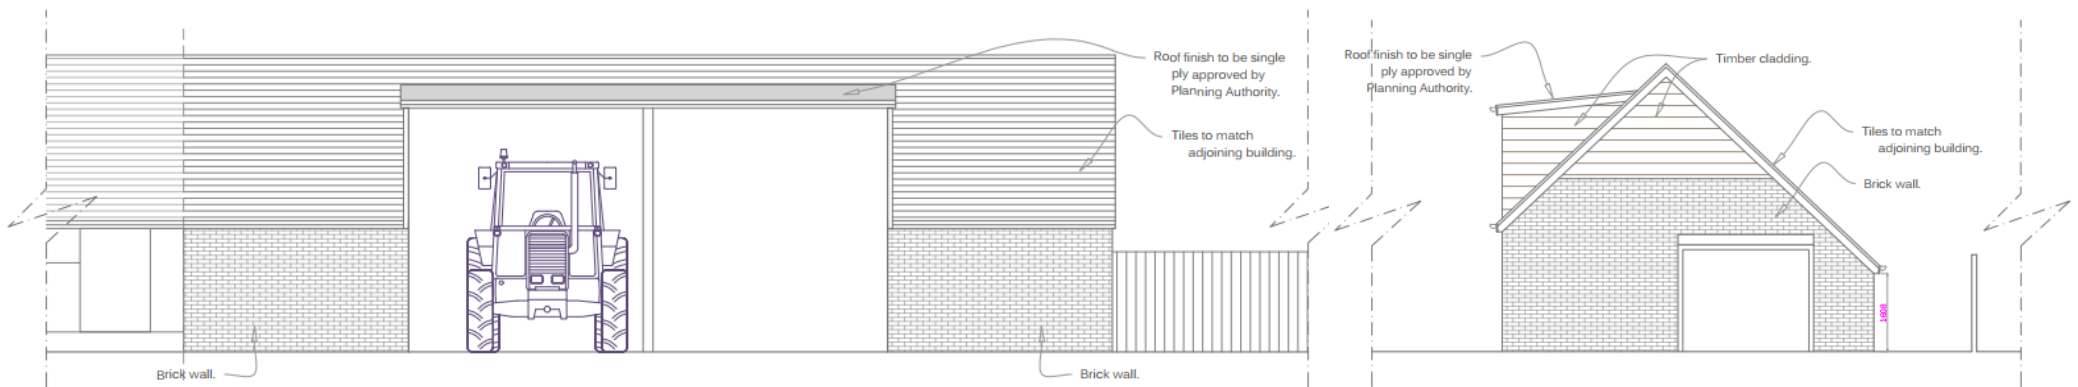 Roof finish to be single
ply approved by
Planning Authority.
Tiles to match
adjoining building.
Brick wall.
Brick wall.
Roof finish to be single
ply approved by
Planning Authority.
Timber cladding.
Tiles to match
adjoining building.
Brick wall.
1608